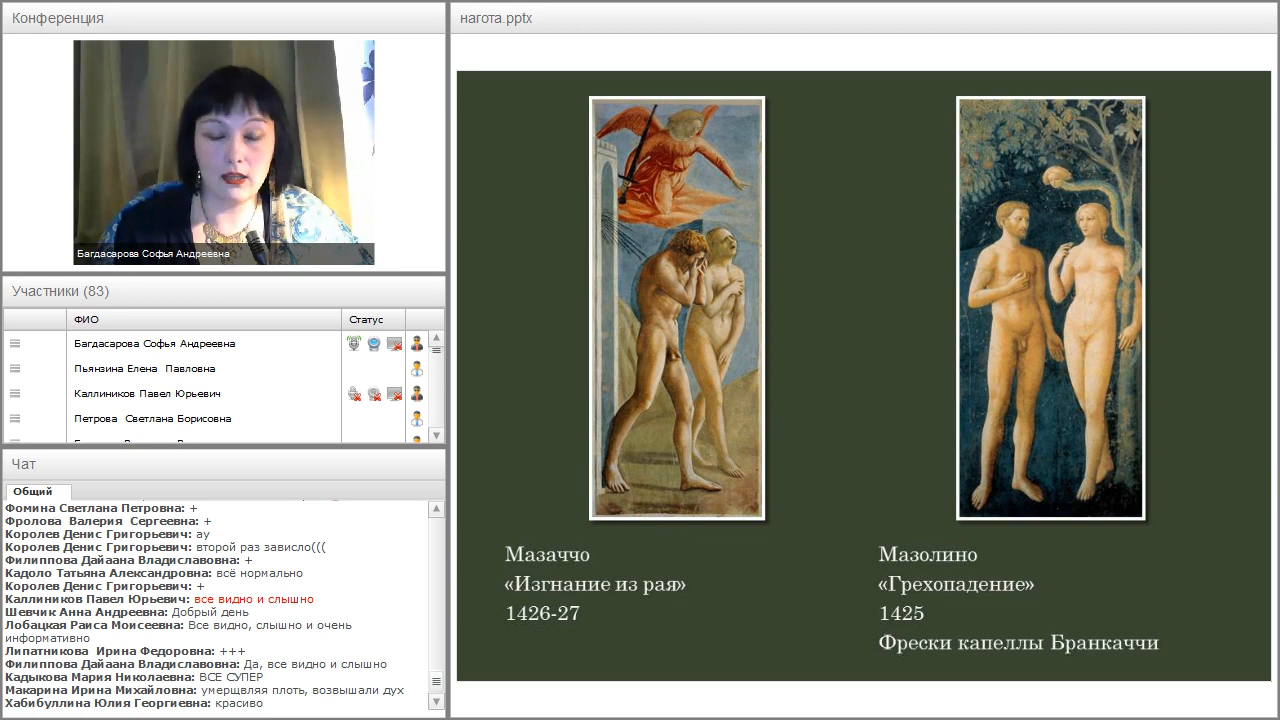 Конференция
Багдасарова Софья Андреевна
Участники (83)
ФИО
Статус
Багдасарова Софья Андреевна
Пьянзина Елена Павловна
Каллиников Павел Юрьевич
Петрова Светлана Борисовна
Чат
Общий
Фомина Светлана Петровна: +
Фролова Валерия Сергеевна: +
Королев Денис Григорьевич: ау
Королев Денис Григорьевич: второй раз зависло(((
Филиппова Дайаана Владиславовна: +
Кадоло Татьяна Александровна: всё нормально
Королев Денис Григорьевич: +
Каллиников Павел Юрьевич: все видно и слышно
Шевчик Анна Андреевна: Добрый день
Лобацкая Раиса Моисеевна: Все видно, слышно и очень
информативно
Липатникова Ирина Федоровна: +++
Филиппова Дайаана Владиславовна: Да, все видно и слышно
Кадыкова Мария Николаевна: ВСЕ СУПЕР
Макарина Ирина Михайловна: умерщвляя плоть, возвышали дух
Хабибуллина Юлия Георгиевна: красиво
нагота.pptx
Мазаччо
«Изгнание из рая»
1426-27
Мазолино
«Грехопадение»
1425
Фрески капеллы Бранкаччи